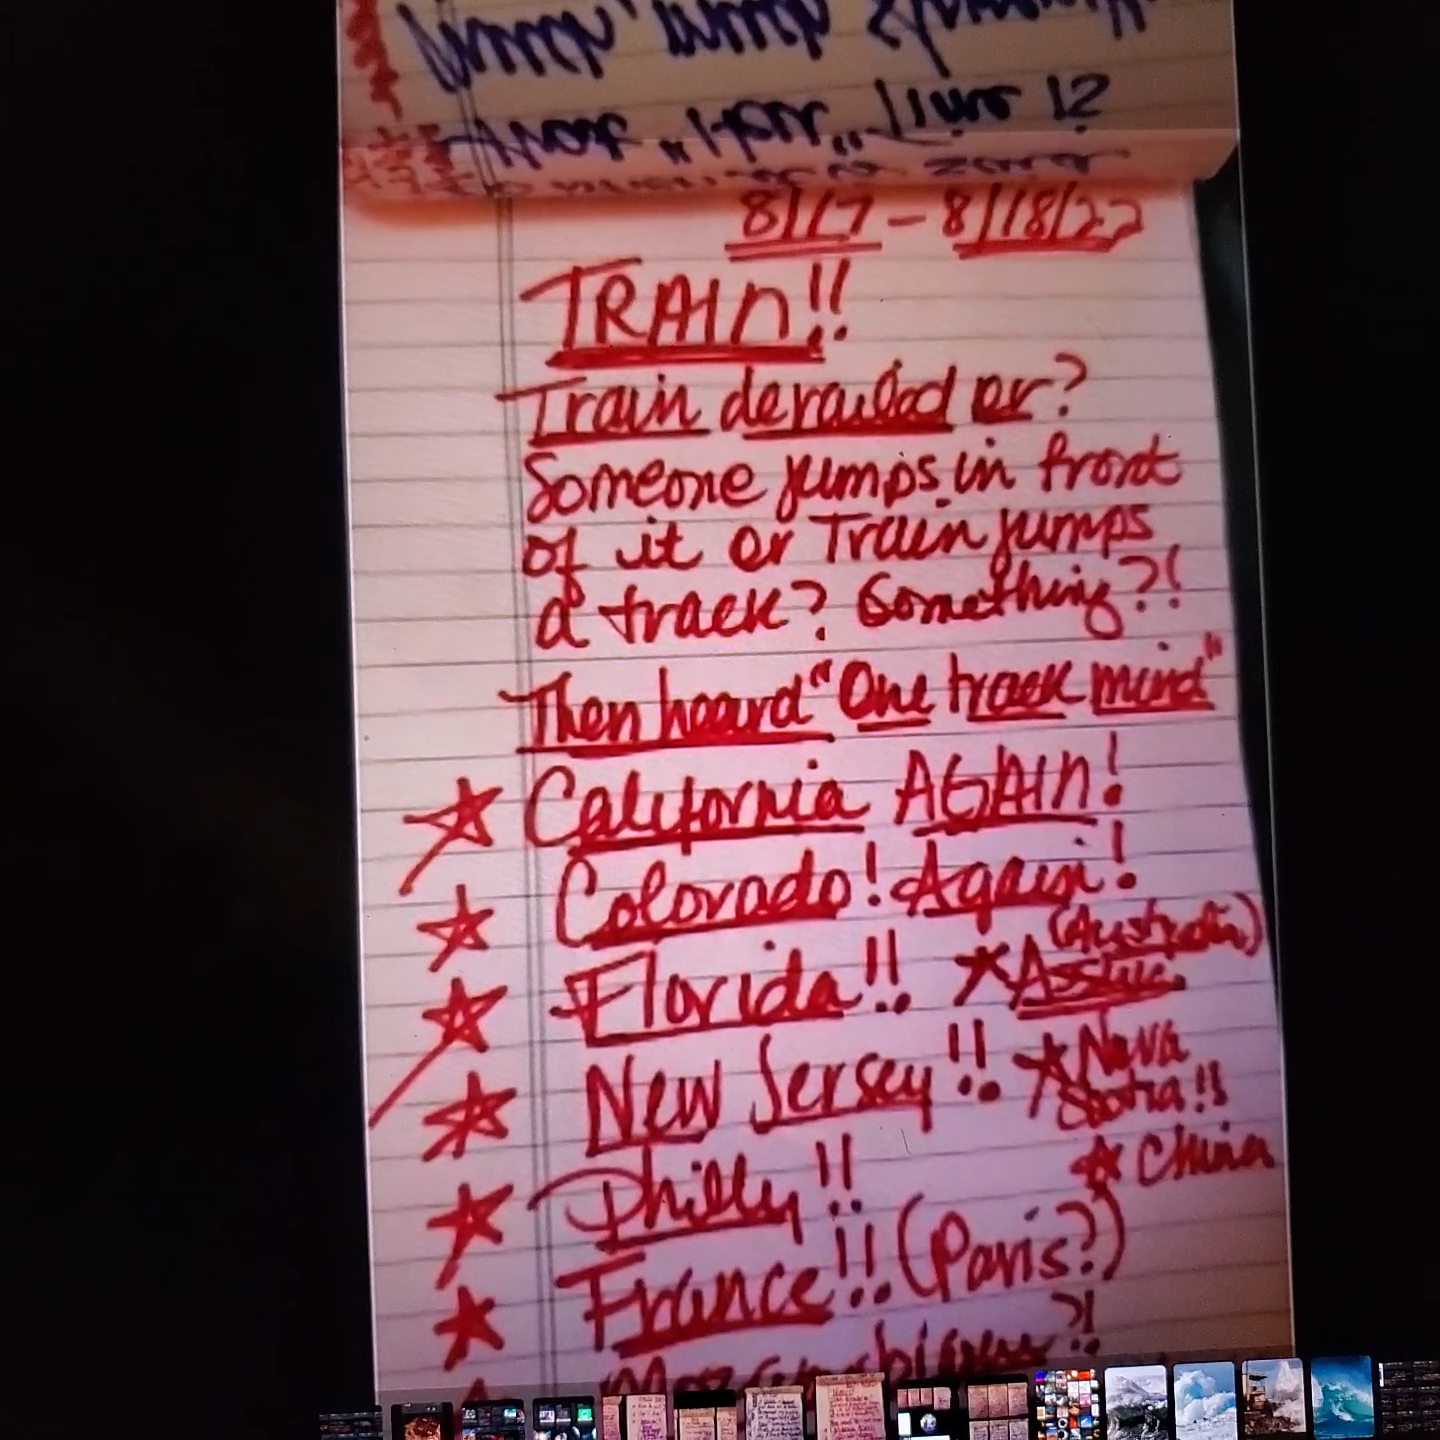 8/17 - 8/18/22
TRAIN!!
Train derailed or?
Someone jumps in front
of it or Train jumps
a track? Something?!
Then heard "One track mind"
California AGAIN!
Colorado! Again!
(Australia)
Florida!!
New Jersey!! Nova
Scotia!!
Philly!! China
France!! (Paris?)